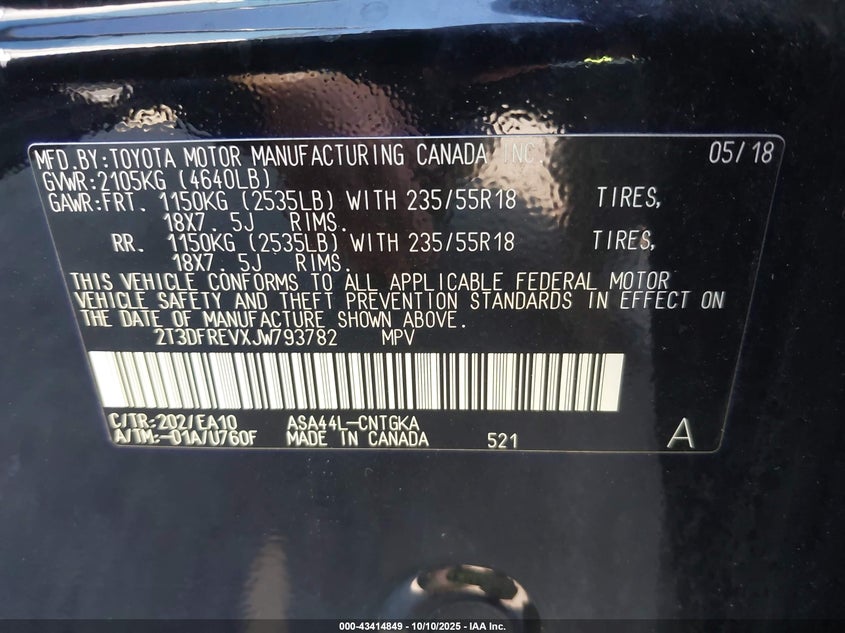 MFD.BY:TOYOTA MOTOR MANUFACTURING CANADA INC. 05/18
GVWR:2105KG (4640LB)
GAWR:FRT. 1150KG (2535LB) WITH 235/55R18 TIRES,
18X7. 5J RIMS.
RR. 1150KG (2535LB) WITH 235/55R18 TIRES,
18X7. 5J RIMS.
THIS VEHICLE CONFORMS TO ALL APPLICABLE FEDERAL MOTOR
VEHICLE SAFETY AND THEFT PREVENTION STANDARDS IN EFFECT ON
THE DATE OF MANUFACTURE SHOWN ABOVE.
2T3DFREVXJW793782 MPV
C/TR:202/EA10 ASA44L-CNTGKA
A/TM:-01A/U760F MADE IN CANADA 521 A
000-43414849 - 10/10/2025 - IAA Inc.